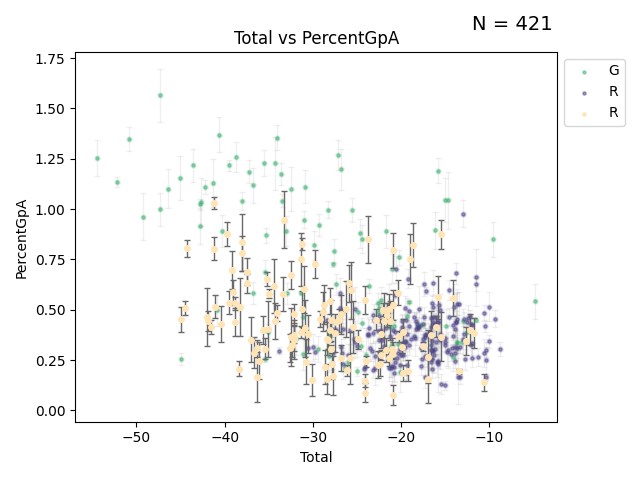 N = 421
Total vs PercentGpA
G
R
R
1.75
1.50
1.25
1.00
0.75
0.50
0.25
0.00
PercentGpA
−50
−40
−30
−20
−10
Total